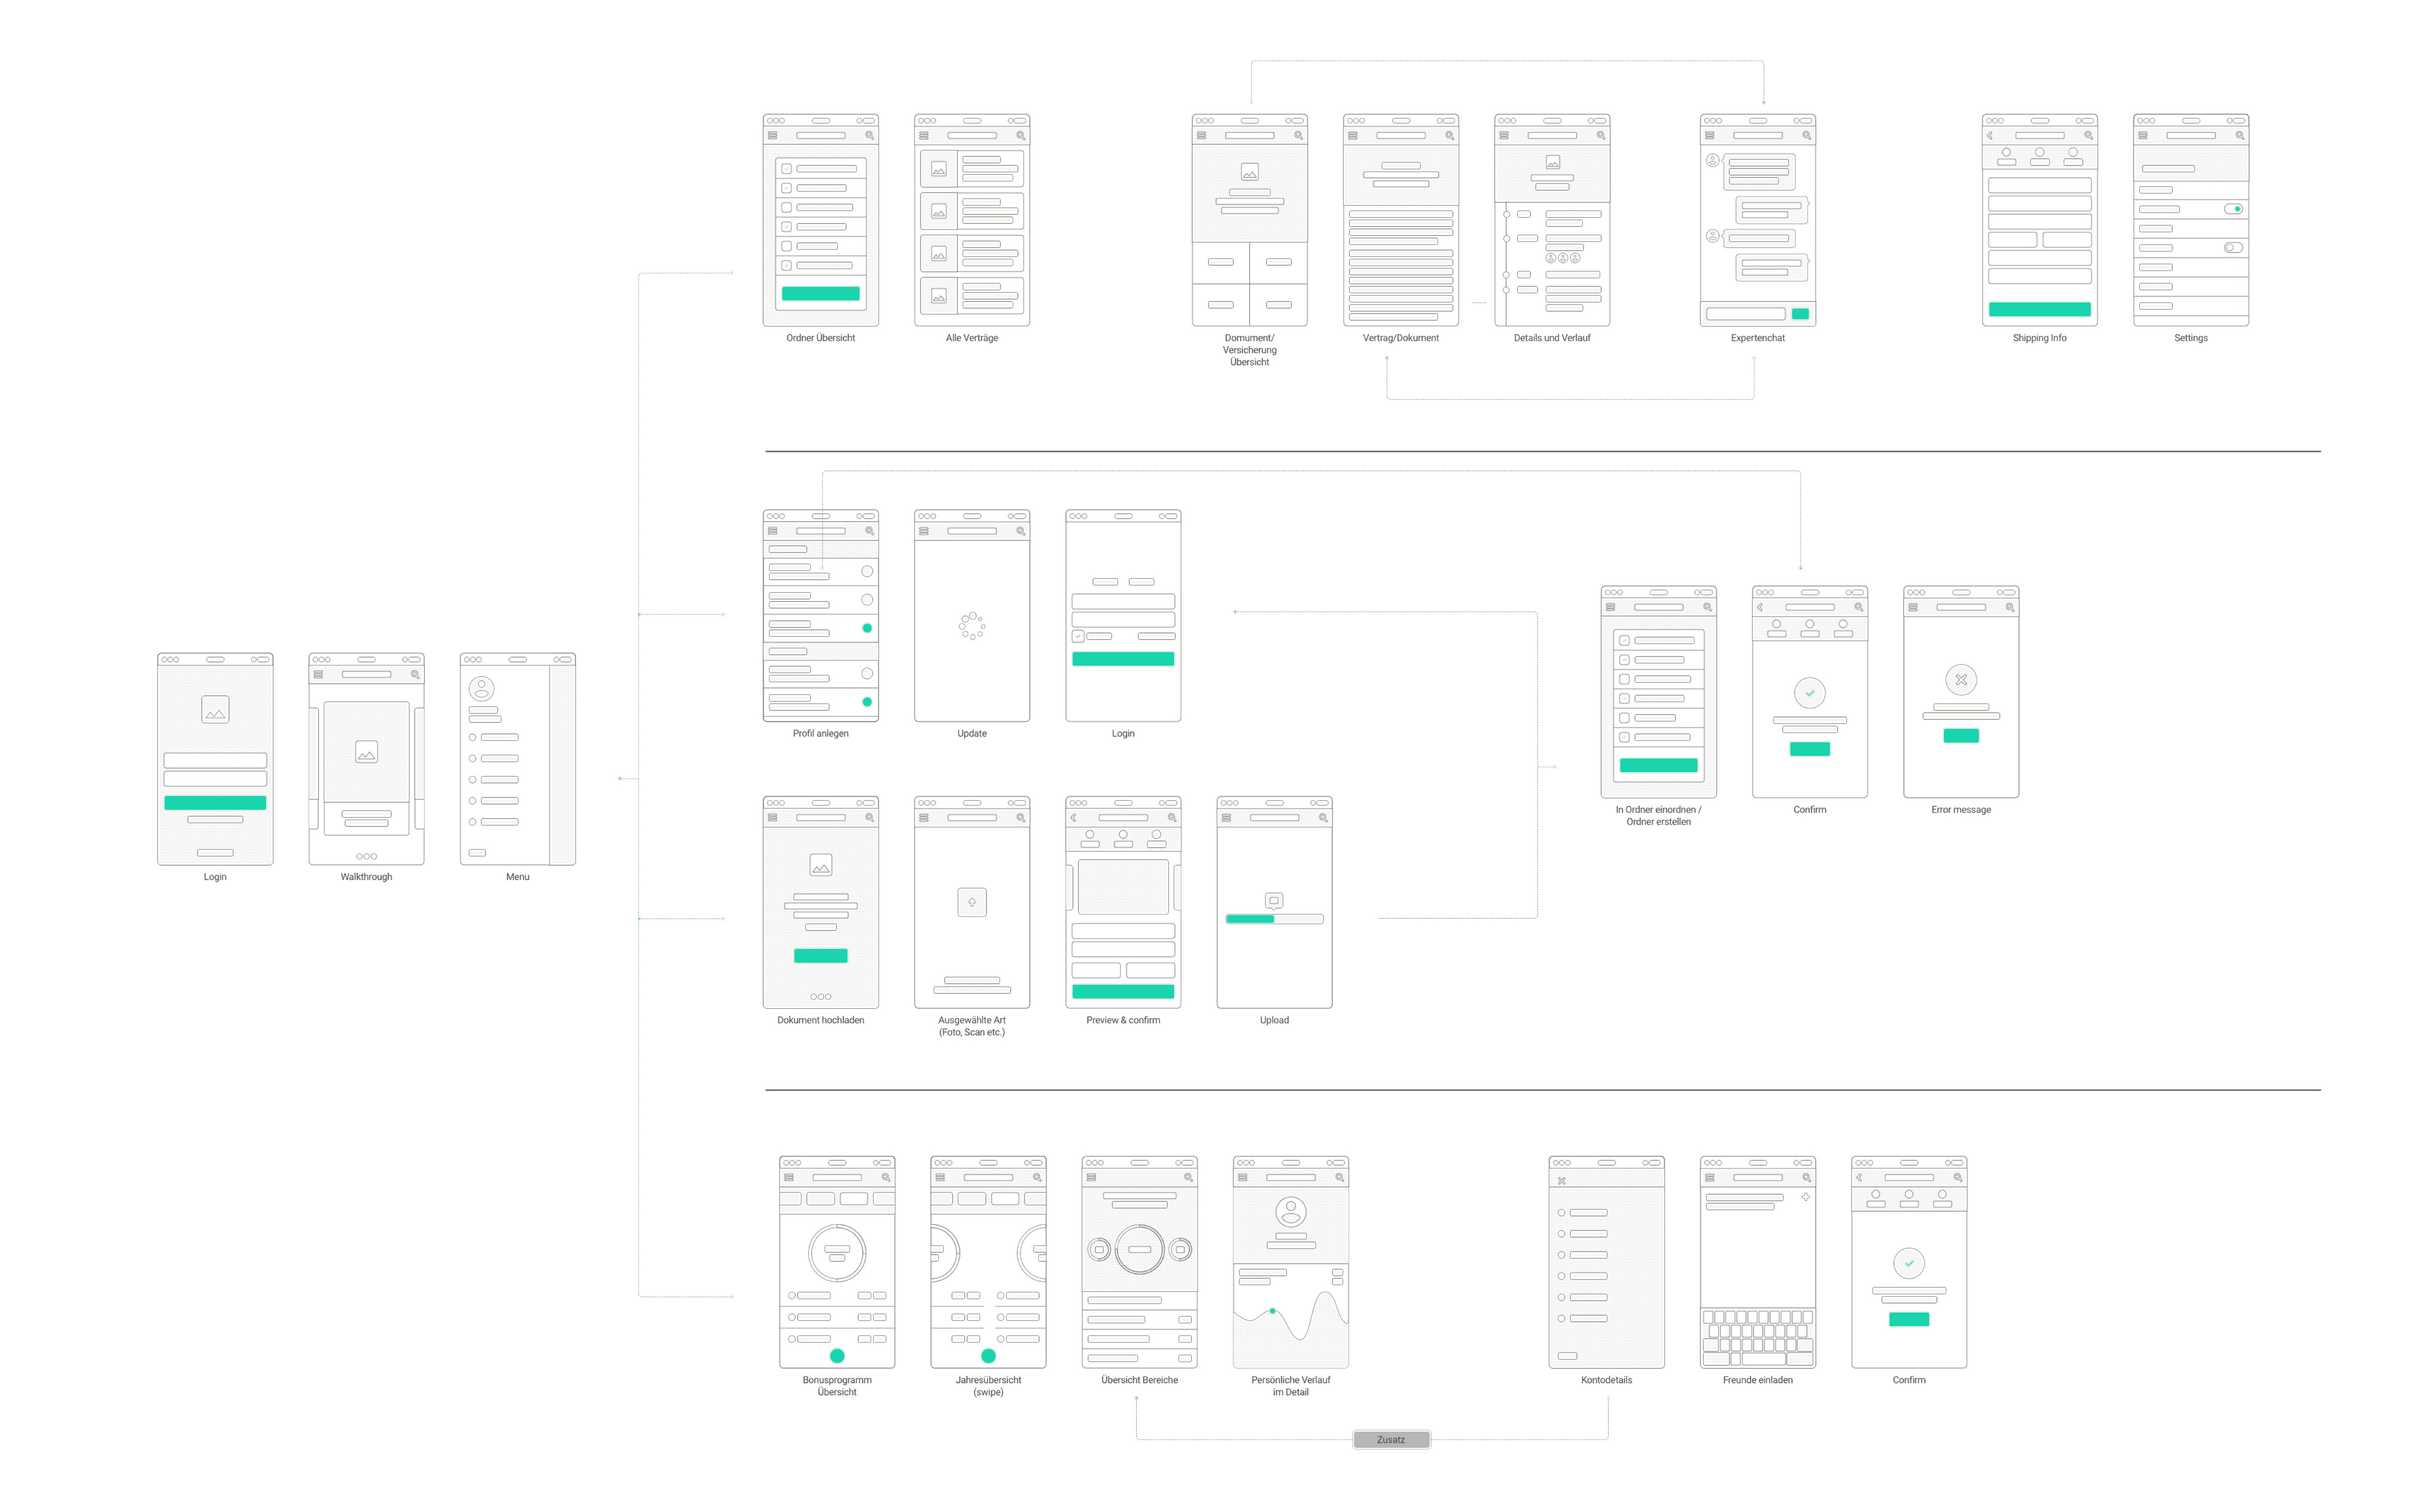 Ordner Übersicht
Alle Verträge
Domument/
Versicherung
Übersicht
Vertrag/Dokument
Details und Verlauf
Expertenchat
Shipping Info
Settings
Profil anlegen
Update
Login
In Ordner einordnen /
Ordner erstellen
Confirm
Error message
Login
Walkthrough
Menu
Dokument hochladen
Ausgewählte Art
(Foto, Scan etc.)
Preview & confirm
Upload
Bonusprogramm
Übersicht
Jahresübersicht
(swipe)
Übersicht Bereiche
Persönliche Verlauf
im Detail
Kontodetails
Freunde einladen
Confirm
Zusatz